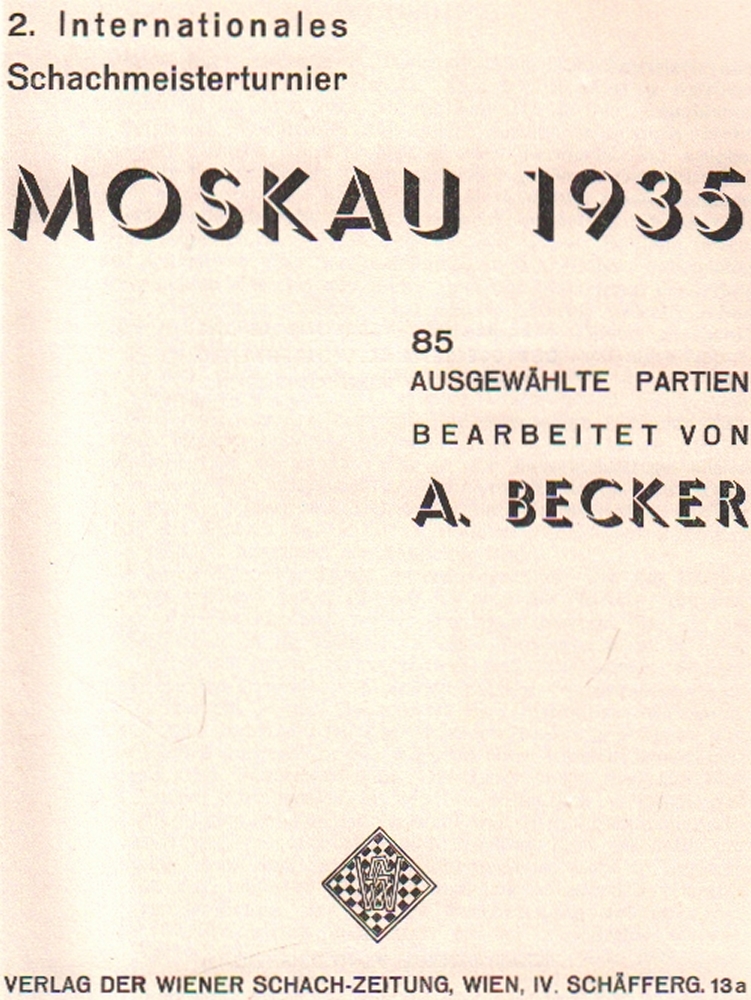 2. Internationales
Schachmeisterturnier
MOSKAU 1935
85
AUSGEWÄHLTE PARTIEN
BEARBEITET VON
A. BECKER
VERLAG DER WIENER SCHACH-ZEITUNG, WIEN, IV. SCHÄFFERG. 13a